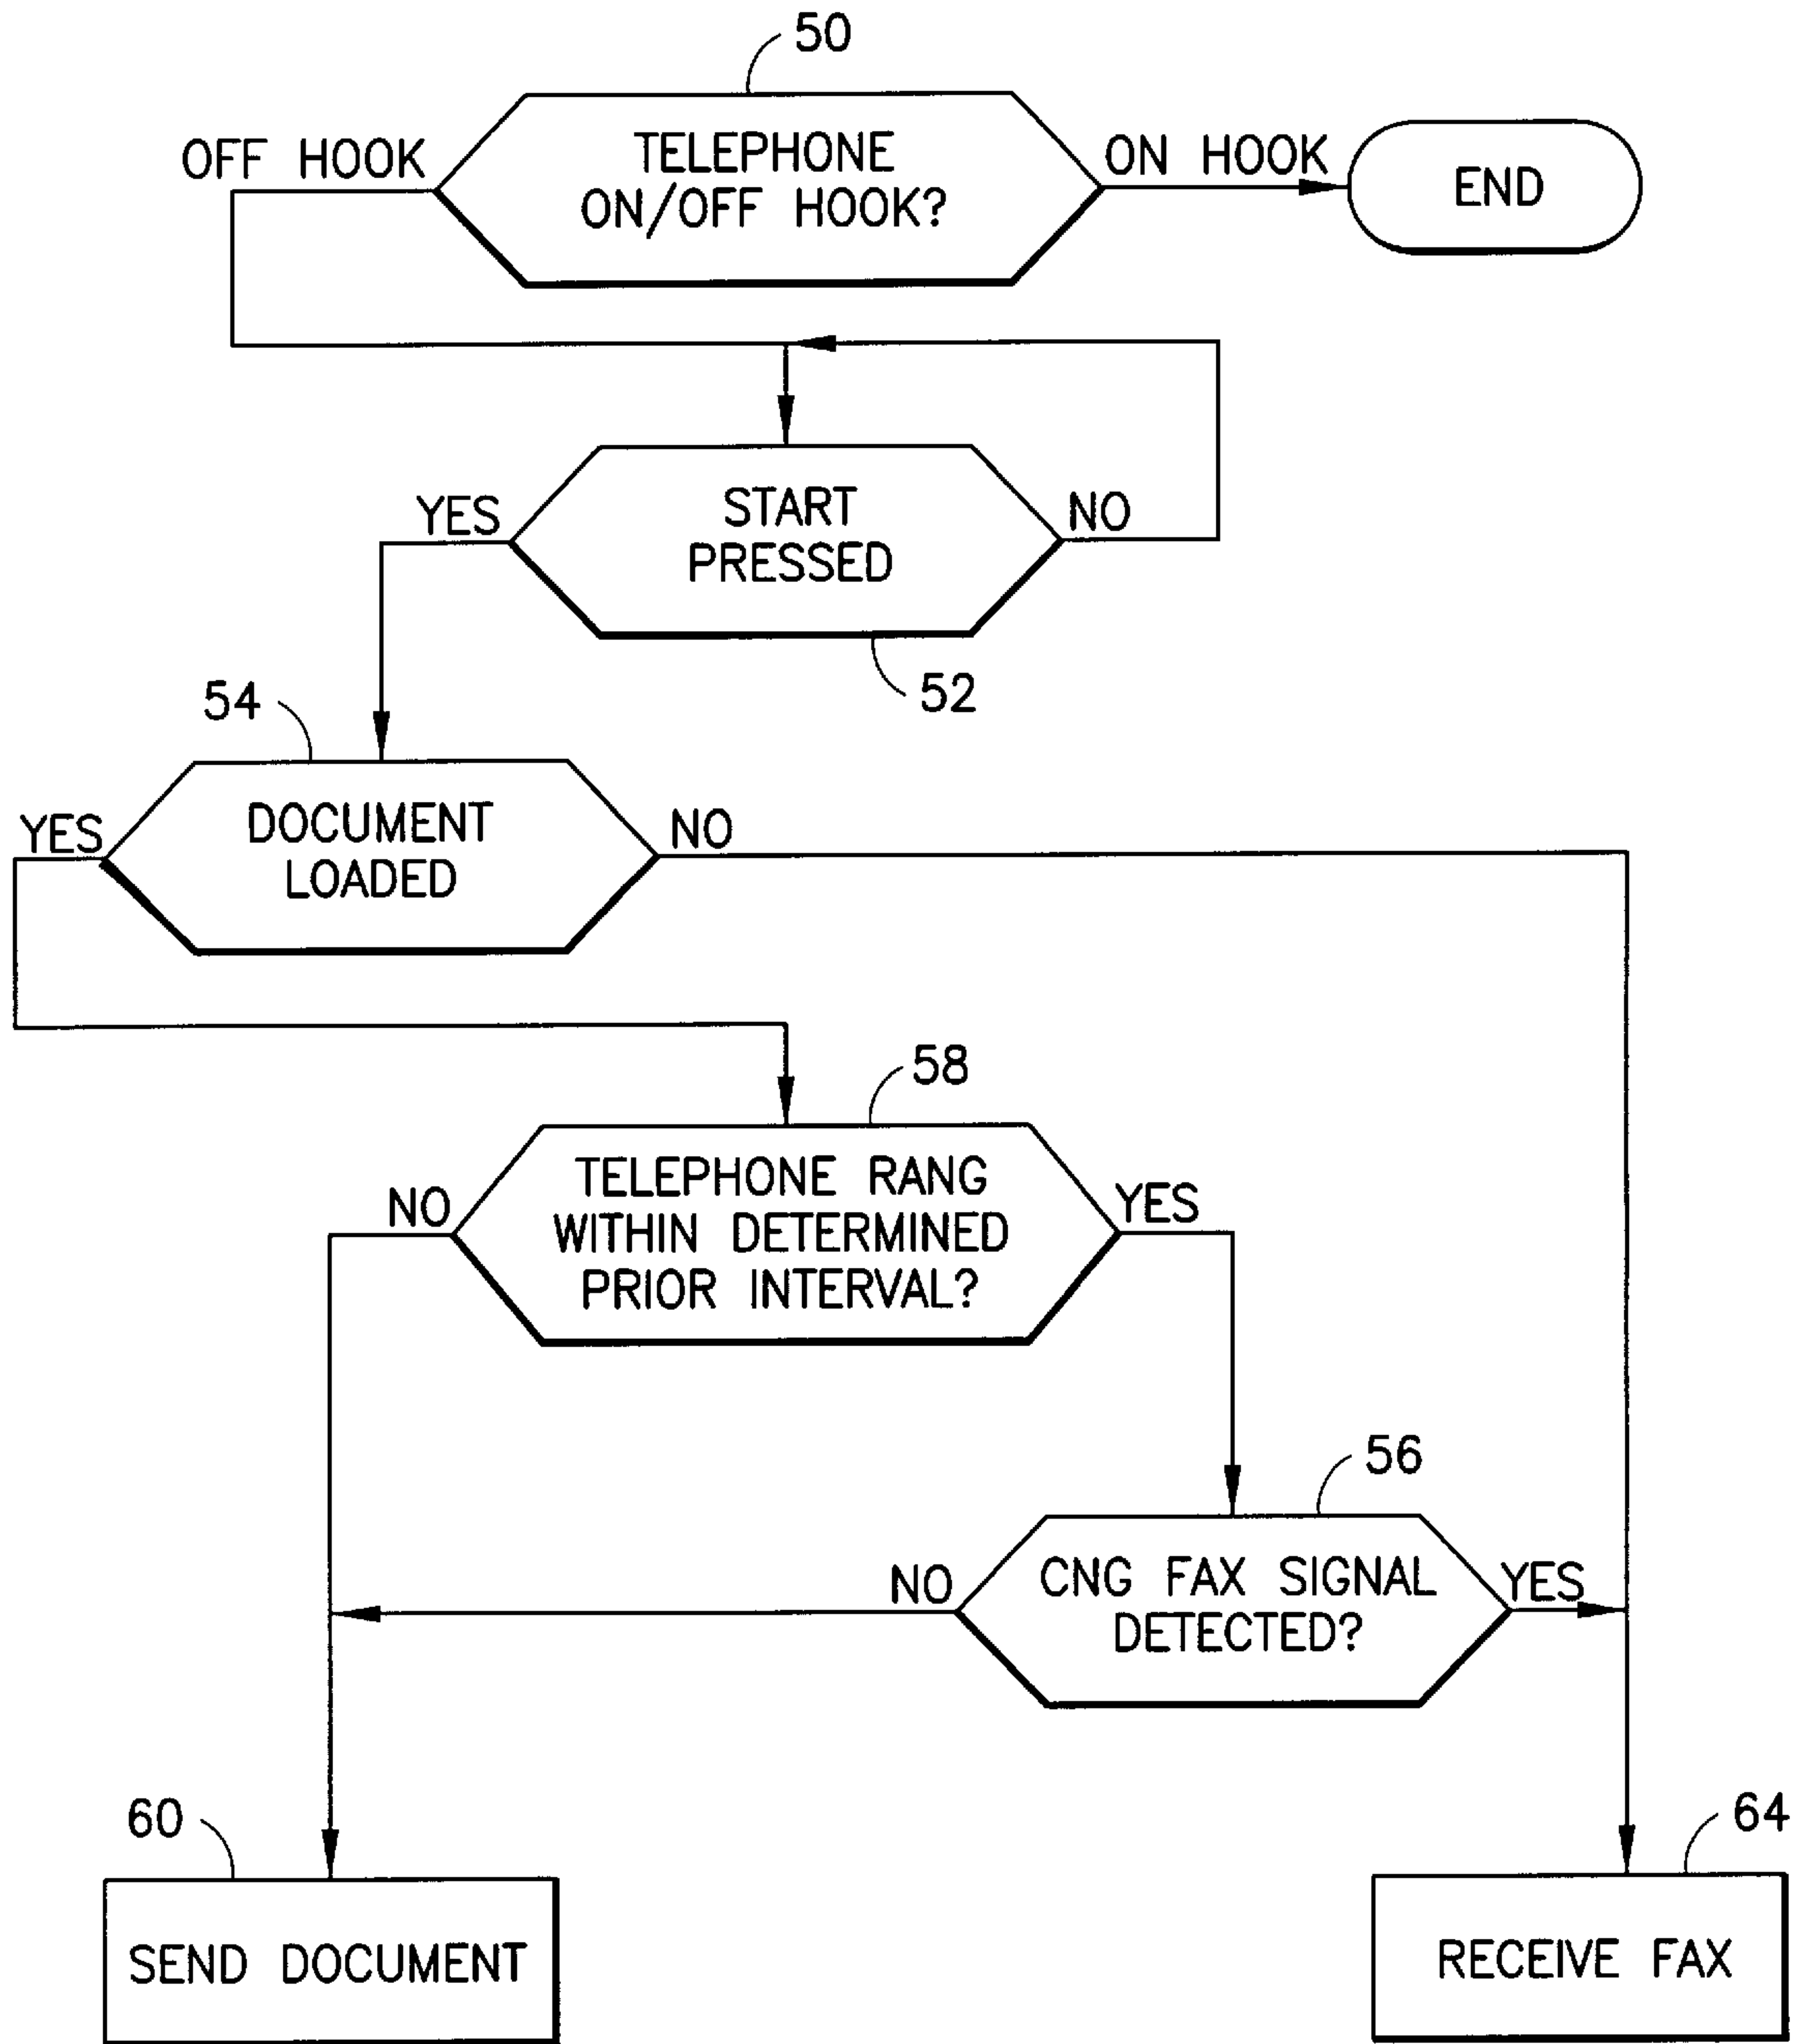 50
OFF HOOK
TELEPHONE
ON/OFF HOOK?
ON HOOK
END
YES
START
PRESSED
NO
52
54
YES
DOCUMENT
LOADED
NO
58
NO
TELEPHONE RANG
WITHIN DETERMINED
PRIOR INTERVAL?
YES
56
NO
CNG FAX SIGNAL
DETECTED?
YES
60
SEND DOCUMENT
64
RECEIVE FAX